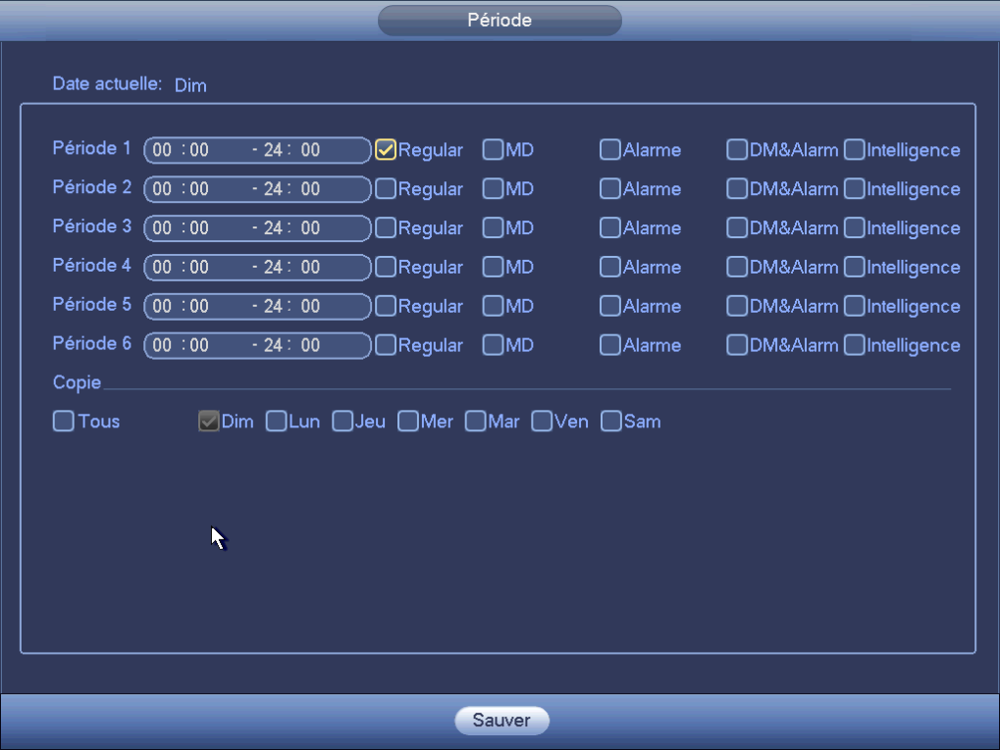 Période
Date actuelle: Dim
Période 1 00 :00 - 24 : 00 Regular MD Alarme DM&Alarm Intelligence
Période 2 00 :00 - 24 : 00 Regular MD Alarme DM&Alarm Intelligence
Période 3 00 :00 - 24 : 00 Regular MD Alarme DM&Alarm Intelligence
Période 4 00 :00 - 24 : 00 Regular MD Alarme DM&Alarm Intelligence
Période 5 00 :00 - 24 : 00 Regular MD Alarme DM&Alarm Intelligence
Période 6 00 :00 - 24 : 00 Regular MD Alarme DM&Alarm Intelligence
Copie
Tous Dim Lun Jeu Mer Mar Ven Sam
Sauver